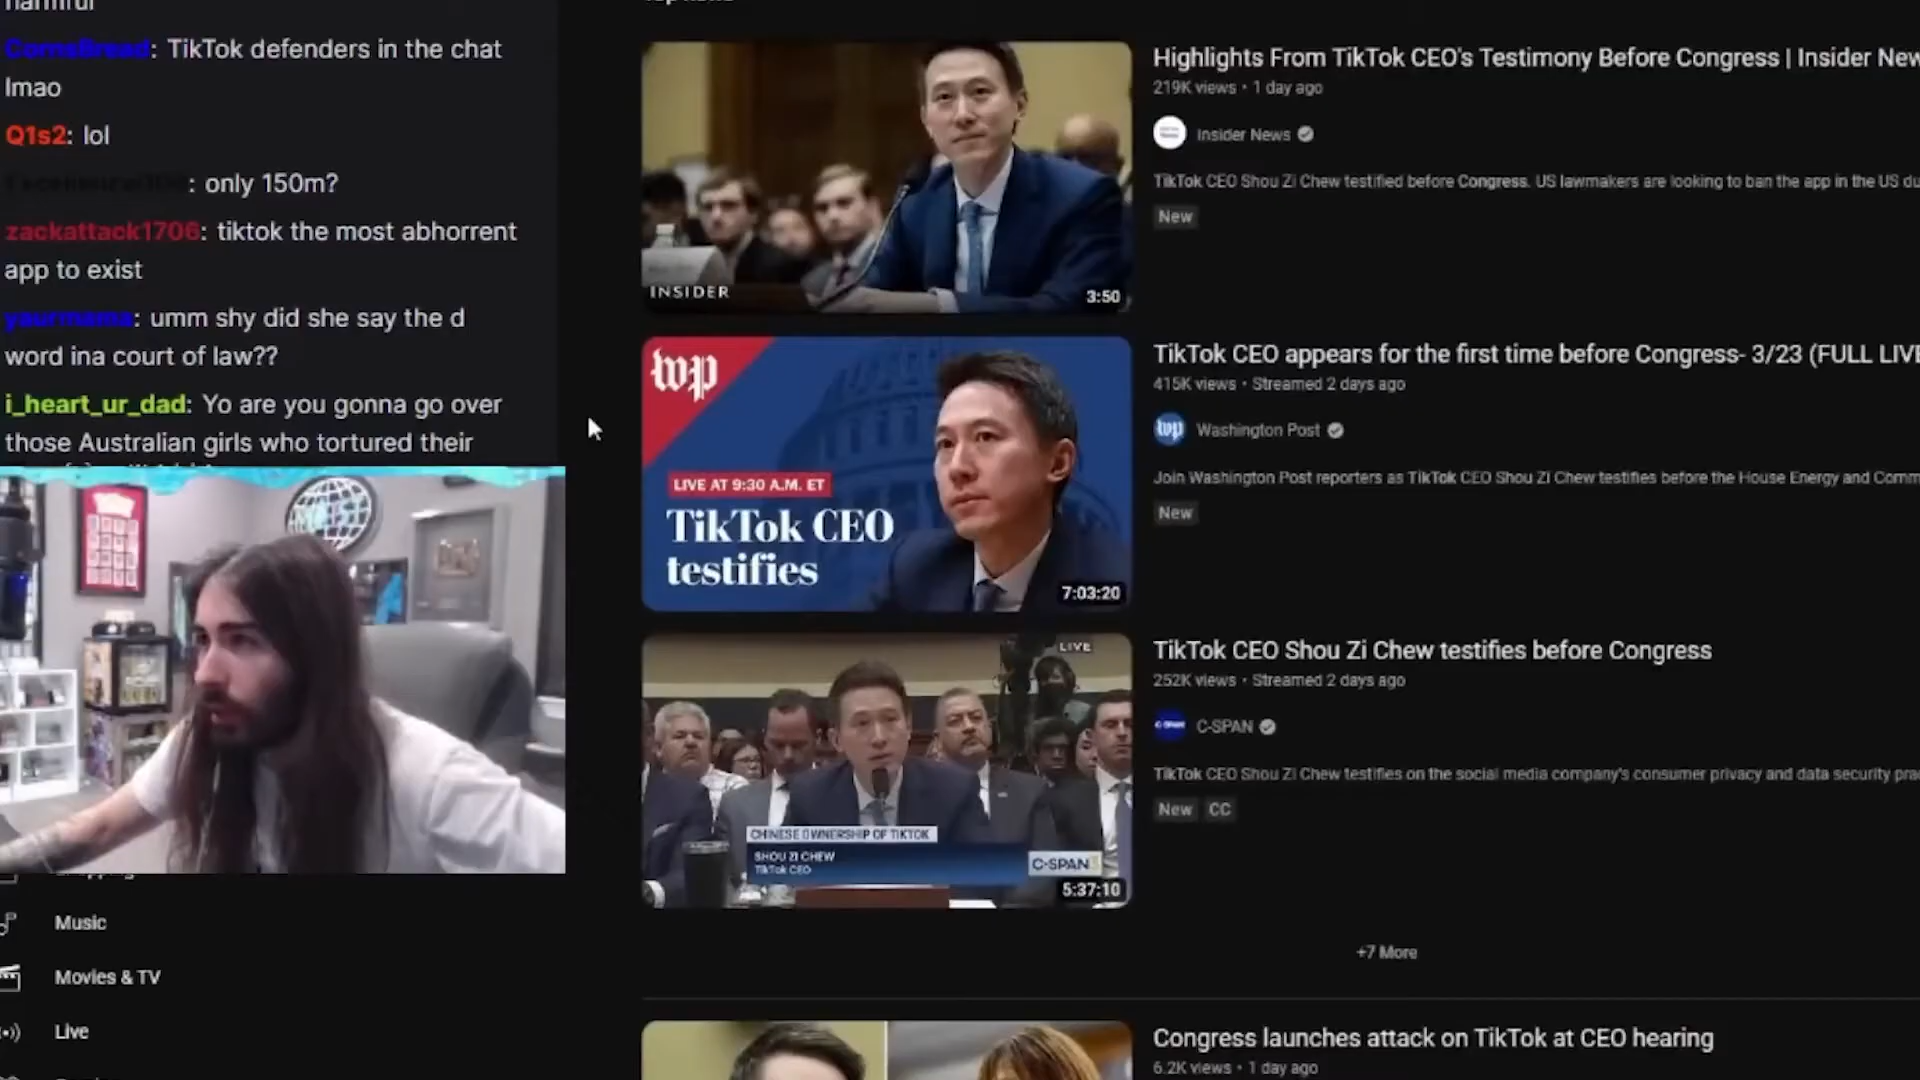 harmful
CornsBread: TikTok defenders in the chat
lmao
Q1s2: lol
: only 150m?
zackattack1706: tiktok the most abhorrent
app to exist
yaurmama: umm shy did she say the d
word ina court of law??
i_heart_ur_dad: Yo are you gonna go over
those Australian girls who tortured their
Music
Movies & TV
Live
INSIDER
3:50
Highlights From TikTok CEO's Testimony Before Congress | Insider New
219K views • 1 day ago
Insider News
TikTok CEO Shou Zi Chew testified before Congress. US lawmakers are looking to ban the app in the US du
New
wp
LIVE AT 9:30 A.M. ET
TikTok CEO
testifies
7:03:20
TikTok CEO appears for the first time before Congress- 3/23 (FULL LIVE
415K views • Streamed 2 days ago
wp
Washington Post
Join Washington Post reporters as TikTok CEO Shou Zi Chew testifies before the House Energy and Comm
New
LIVE
CHINESE OWNERSHIP OF TIKTOK
SHOU ZI CHEW
TikTok CEO
C-SPAN
5:37:10
TikTok CEO Shou Zi Chew testifies before Congress
252K views • Streamed 2 days ago
C-SPAN
C-SPAN
TikTok CEO Shou Zi Chew testifies on the social media company's consumer privacy and data security prac
New CC
+7 More
Congress launches attack on TikTok at CEO hearing
6.2K views • 1 day ago